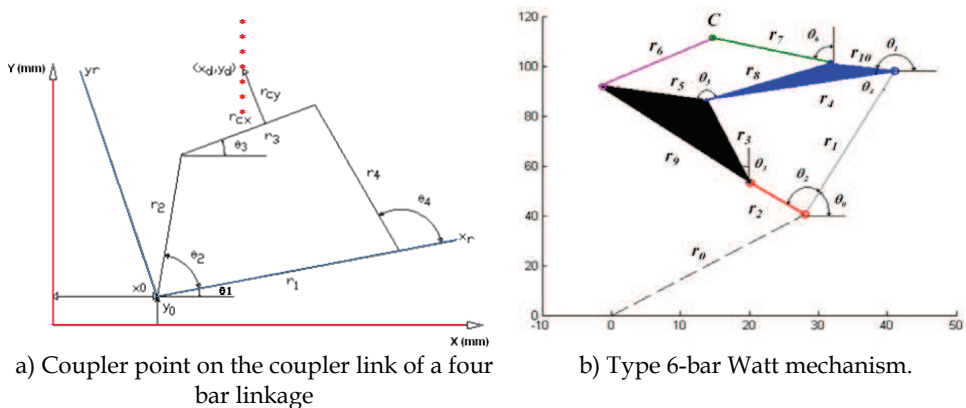 Y (mm)
yr
(xd,yd)
rcy
rcx
r3
θ3
r4
r2
θ4
θ2
xr
r1
x0
θ1
y0
X (mm)
a) Coupler point on the coupler link of a four
bar linkage
120
C
r6
r7
θ6
r10
θ1
100
r5
r8
θ4
r4
80
r9
r3
r1
60
θ2
r2
θ0
40
r0
20
0
-10 0 10 20 30 40 50
b) Type 6-bar Watt mechanism.